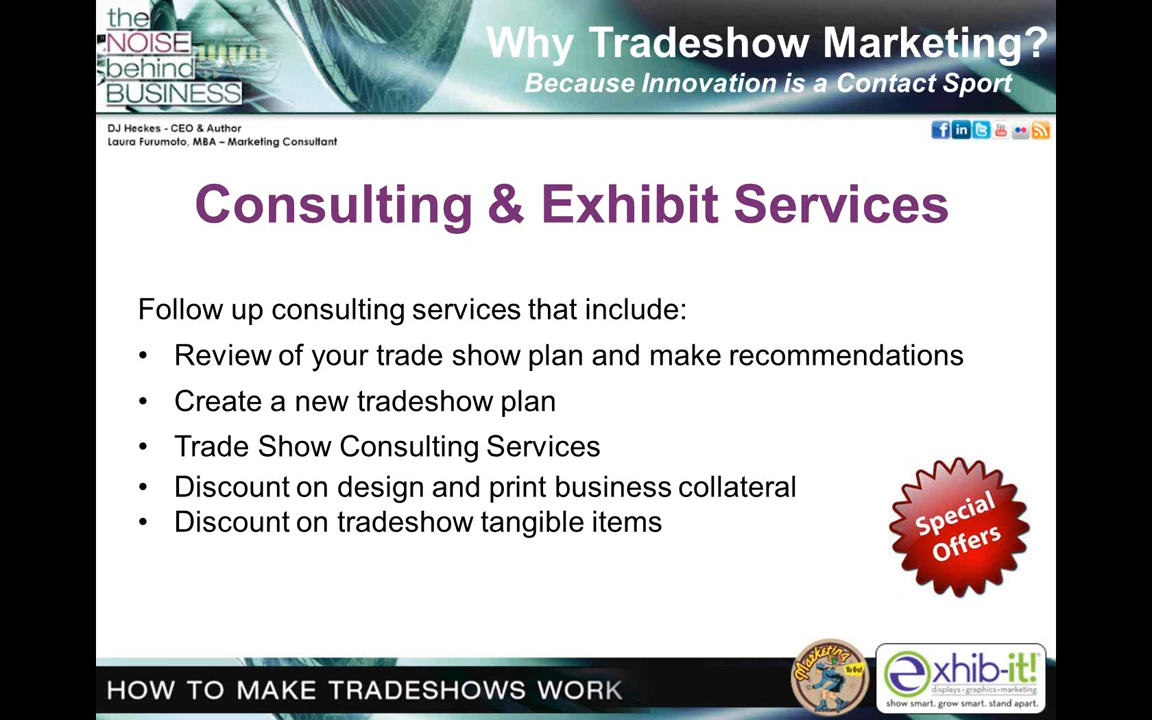 the
NOISE
behind
BUSINESS
Why Tradeshow Marketing?
Because Innovation is a Contact Sport
DJ Heckes - CEO & Author
Laura Furumoto, MBA – Marketing Consultant
Consulting & Exhibit Services
Follow up consulting services that include:
• Review of your trade show plan and make recommendations
• Create a new tradeshow plan
• Trade Show Consulting Services
• Discount on design and print business collateral
• Discount on tradeshow tangible items
Special
Offers
HOW TO MAKE TRADESHOWS WORK
Marketing
To Go!
exhib-it!
displays•graphics•marketing
show smart. grow smart. stand apart.